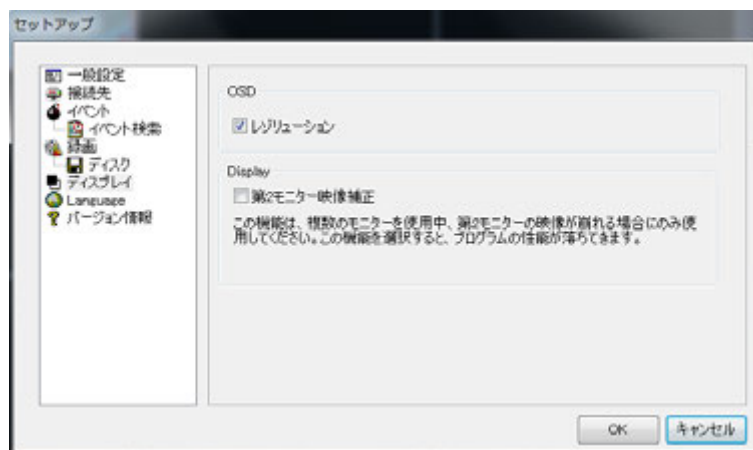 セットアップ
一般設定
接続先
イベント
イベント検索
録画
ディスク
ディスプレイ
Language
バージョン情報
OSD
レゾリューション
Display
第2モニター映像補正
この機能は、複数のモニターを使用中、第2モニターの映像が崩れる場合にのみ使
用してください。この機能を選択すると、プログラムの性能が落ちてきます。
OK
キャンセル